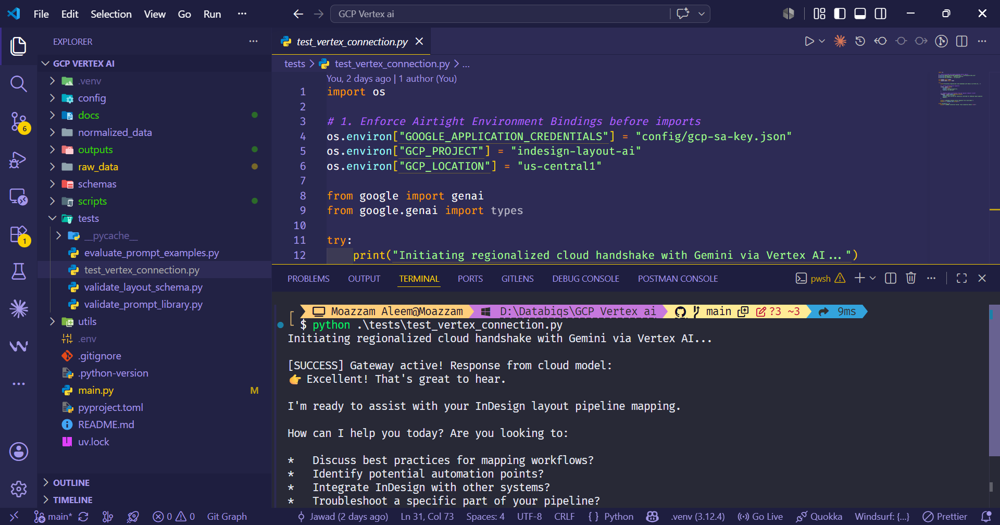 File Edit Selection View Go Run ···
GCP Vertex ai
EXPLORER
GCP VERTEX AI
.venv
config
docs
normalized_data
outputs
raw_data
schemas
scripts
tests
__pycache__
evaluate_prompt_examples.py
test_vertex_connection.py
validate_layout_schema.py
validate_prompt_library.py
utils
.env
.gitignore
.python-version
main.py M
pyproject.toml
README.md
uv.lock
OUTLINE
TIMELINE
6
1
test_vertex_connection.py
tests > test_vertex_connection.py > ...
You, 2 days ago | 1 author (You)
1 import os
2
3 # 1. Enforce Airtight Environment Bindings before imports
4 os.environ["GOOGLE_APPLICATION_CREDENTIALS"] = "config/gcp-sa-key.json"
5 os.environ["GCP_PROJECT"] = "indesign-layout-ai"
6 os.environ["GCP_LOCATION"] = "us-central1"
7
8 from google import genai
9 from google.genai import types
10
11 try:
12 print("Initiating regionalized cloud handshake with Gemini via Vertex AI...")
PROBLEMS OUTPUT TERMINAL PORTS GITLENS DEBUG CONSOLE POSTMAN CONSOLE
pwsh
Moazzam Aleem@Moazzam D:\Databiqs\GCP Vertex ai main ?3 ~3 9ms
$ python .\tests\test_vertex_connection.py
Initiating regionalized cloud handshake with Gemini via Vertex AI...
[SUCCESS] Gateway active! Response from cloud model:
👉 Excellent! That's great to hear.
I'm ready to assist with your InDesign layout pipeline mapping.
How can I help you today? Are you looking to:
* Discuss best practices for mapping workflows?
* Identify potential automation points?
* Integrate InDesign with other systems?
* Troubleshoot a specific part of your pipeline?
main* 0 0 Git Graph Jawad (2 days ago) Ln 31, Col 73 Spaces: 4 UTF-8 CRLF { } Python .venv (3.12.4) Go Live Quokka Windsurf: {...} Prettier